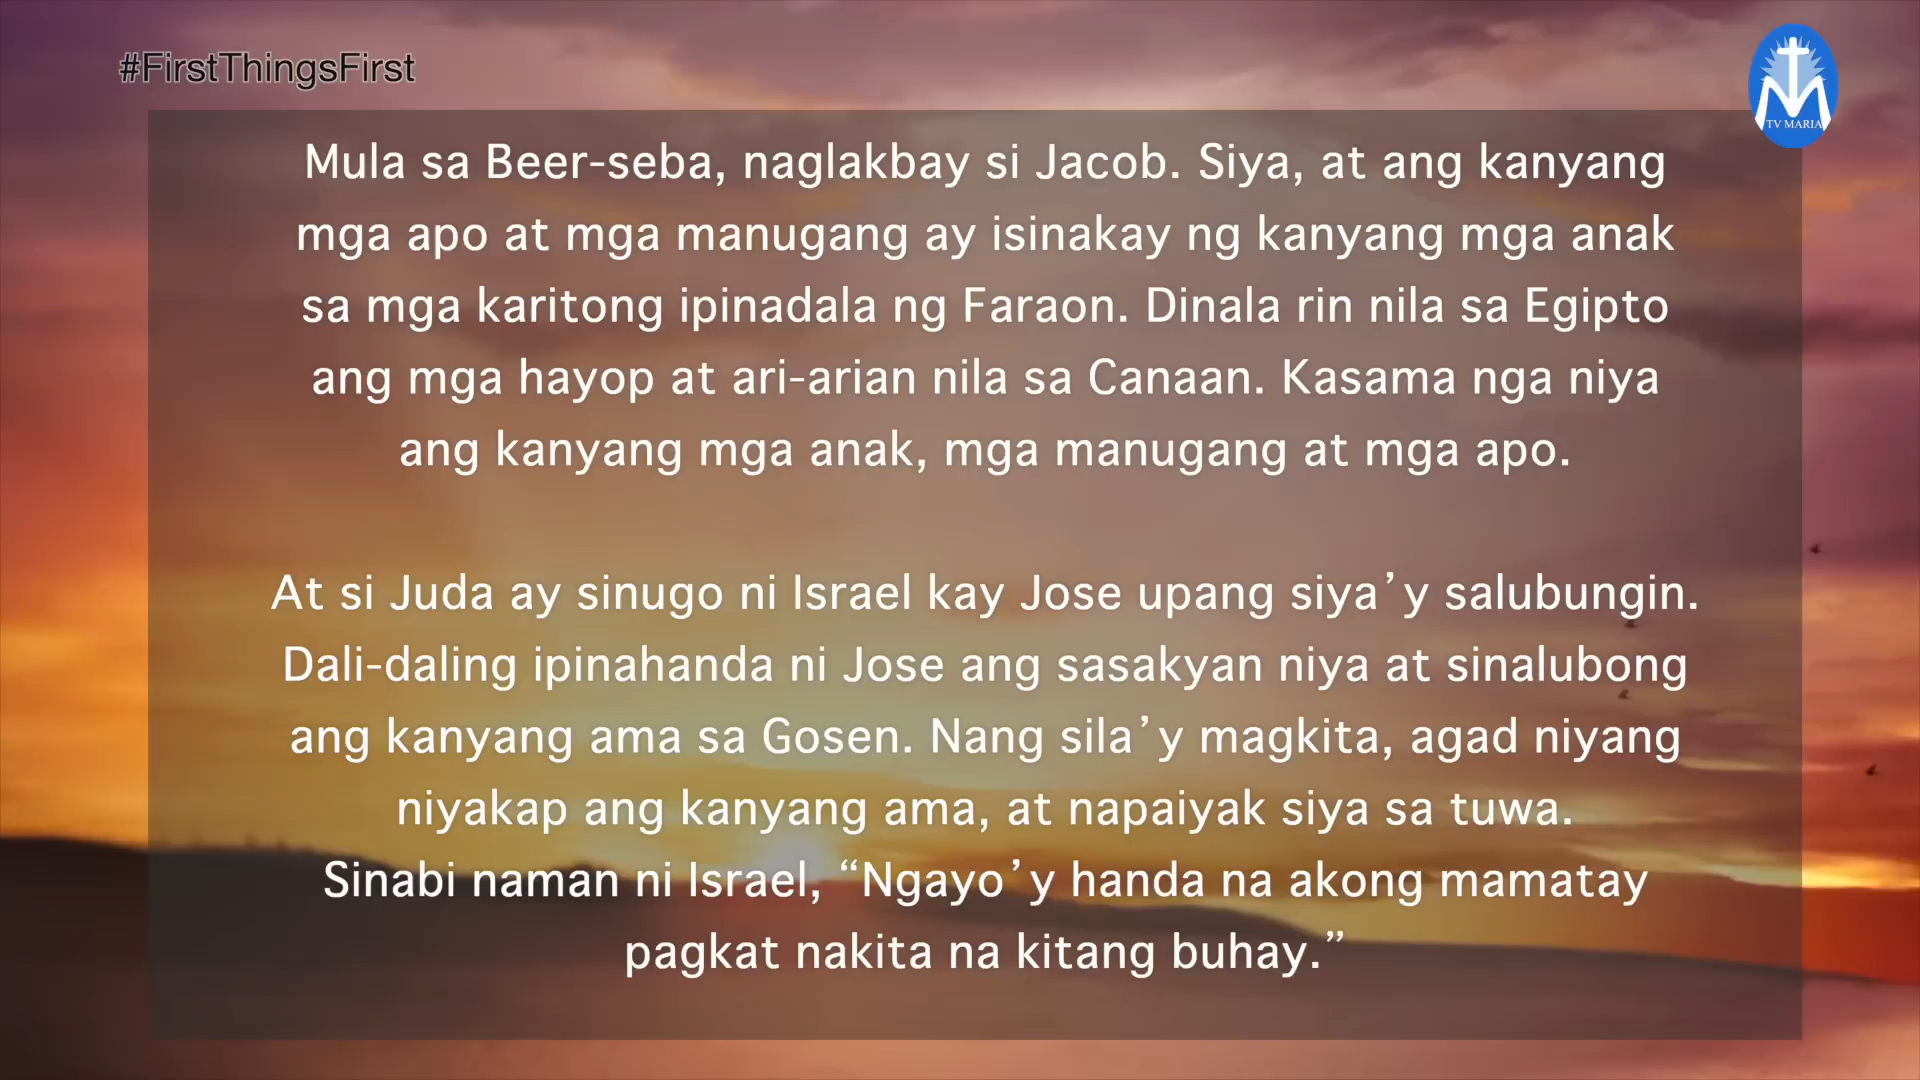 #FirstThingsFirst
TV MARIA
Mula sa Beer-seba, naglakbay si Jacob. Siya, at ang kanyang
mga apo at mga manugang ay isinakay ng kanyang mga anak
sa mga karitong ipinadala ng Faraon. Dinala rin nila sa Egipto
ang mga hayop at ari-arian nila sa Canaan. Kasama nga niya
ang kanyang mga anak, mga manugang at mga apo.
At si Juda ay sinugo ni Israel kay Jose upang siya’y salubungin.
Dali-daling ipinahanda ni Jose ang sasakyan niya at sinalubong
ang kanyang ama sa Gosen. Nang sila’y magkita, agad niyang
niyakap ang kanyang ama, at napaiyak siya sa tuwa.
Sinabi naman ni Israel, “Ngayo’y handa na akong mamatay
pagkat nakita na kitang buhay.”